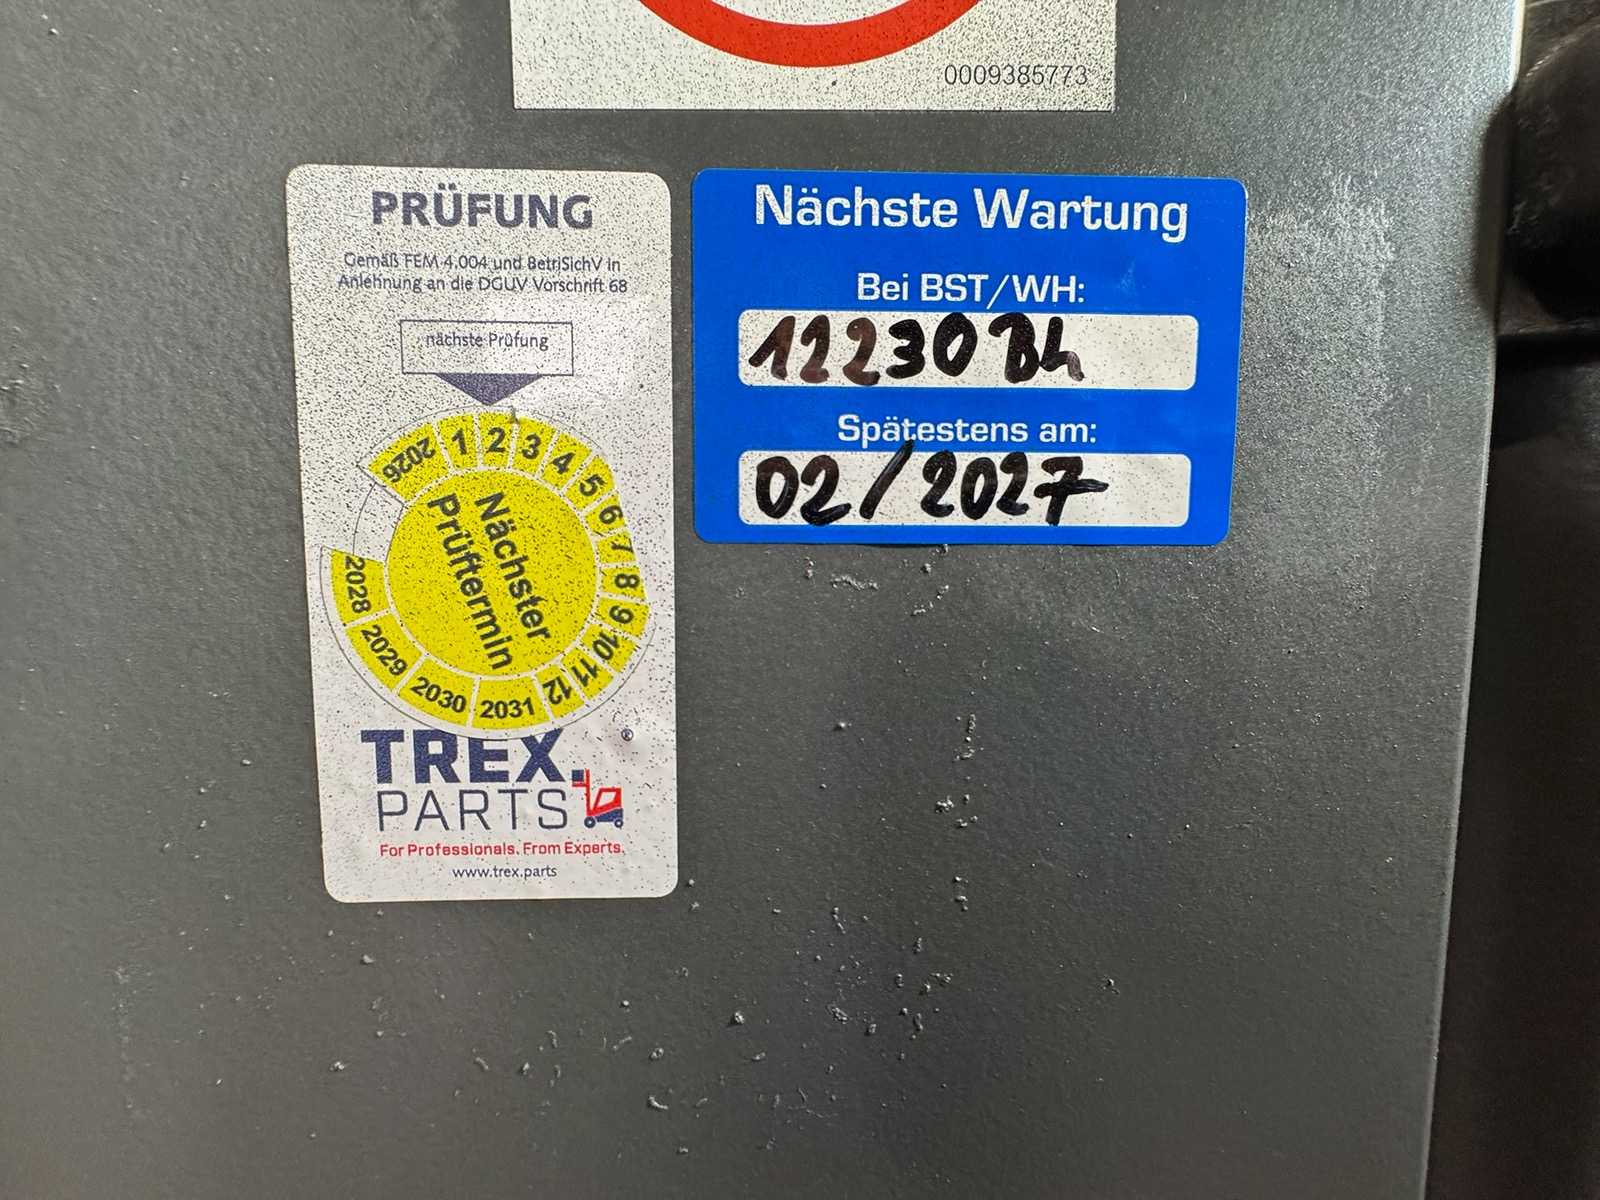 0009385773
PRÜFUNG
Gemäß FEM 4.004 und BetriSichV in
Anlehnung an die DGUV Vorschrift 68
nächste Prüfung
2026 1 2 3 4 5 6 7 8 9 10 11 12 2031 2030 2029 2028
Nächster
Prüftermin
TREX.®
PARTS
For Professionals. From Experts.
www.trex.parts
Nächste Wartung
Bei BST/WH:
12230 Bh
Spätestens am:
02/2027